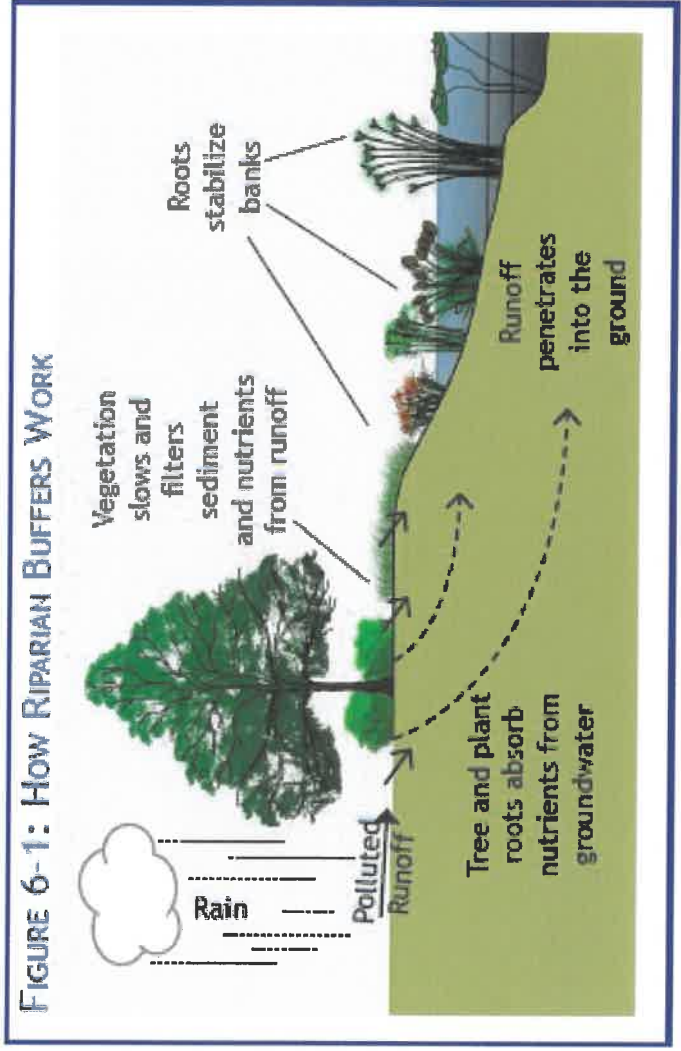 FIGURE 6-1: HOW RIPARIAN BUFFERS WORK
Rain
Polluted
Runoff
Vegetation
slows and
filters
sediment
and nutrients
from runoff
Roots
stabilize
banks
Tree and plant
roots absorb
nutrients from
groundwater
Runoff
penetrates
into the
ground